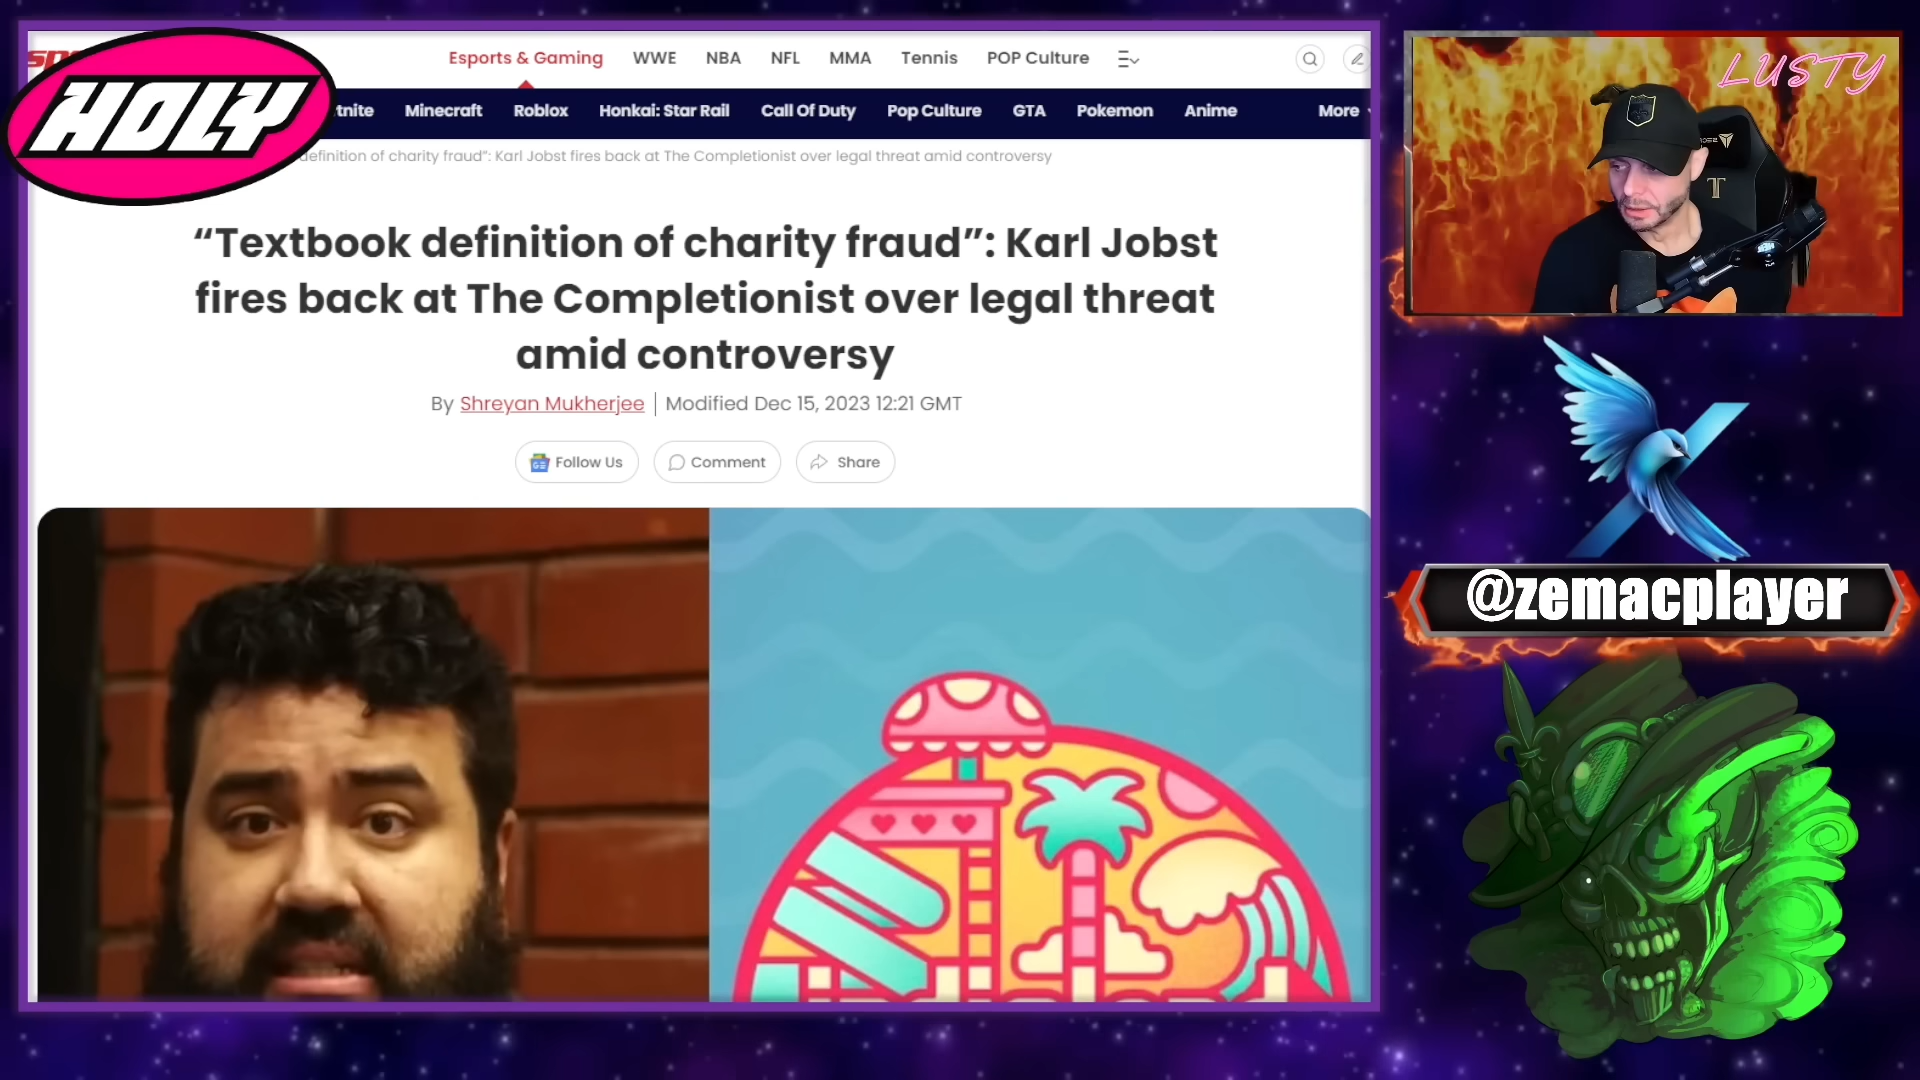 HOLY
Esports & Gaming WWE NBA NFL MMA Tennis POP Culture
tnite Minecraft Roblox Honkai: Star Rail Call Of Duty Pop Culture GTA Pokemon Anime More
definition of charity fraud”: Karl Jobst fires back at The Completionist over legal threat amid controversy
“Textbook definition of charity fraud”: Karl Jobst
fires back at The Completionist over legal threat
amid controversy
By Shreyan Mukherjee | Modified Dec 15, 2023 12:21 GMT
Follow Us Comment Share
LUSTY
@zemacplayer